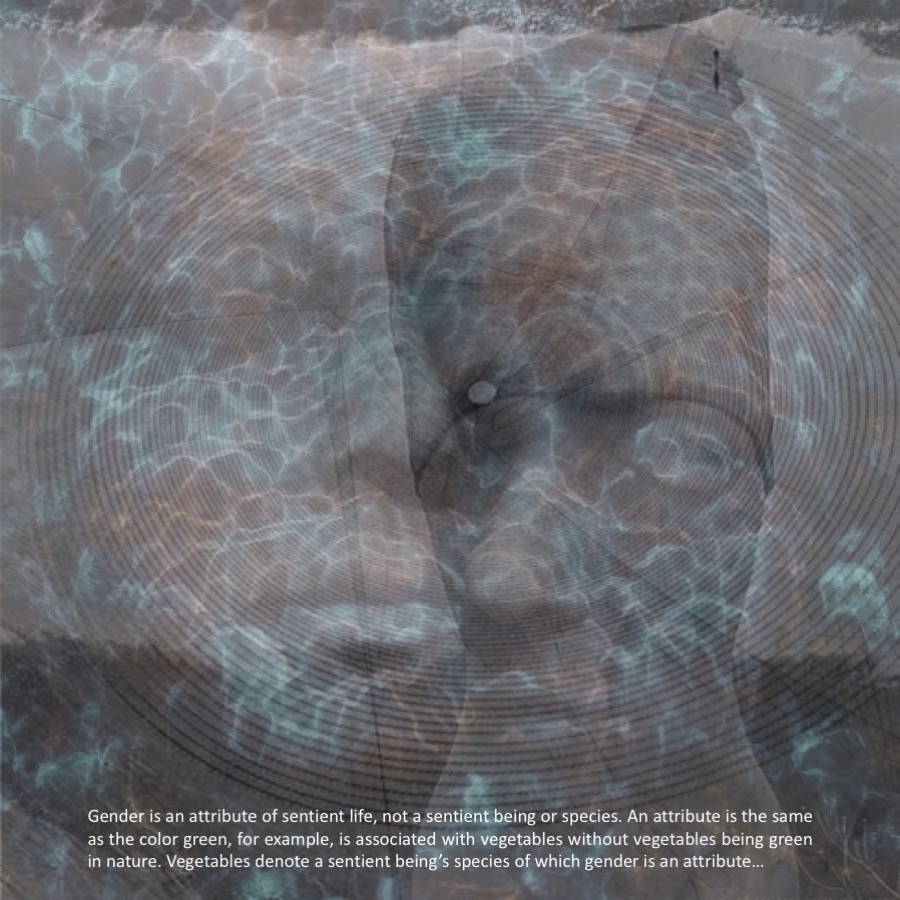 Gender is an attribute of sentient life, not a sentient being or species. An attribute is the same
as the color green, for example, is associated with vegetables without vegetables being green
in nature. Vegetables denote a sentient being’s species of which gender is an attribute...